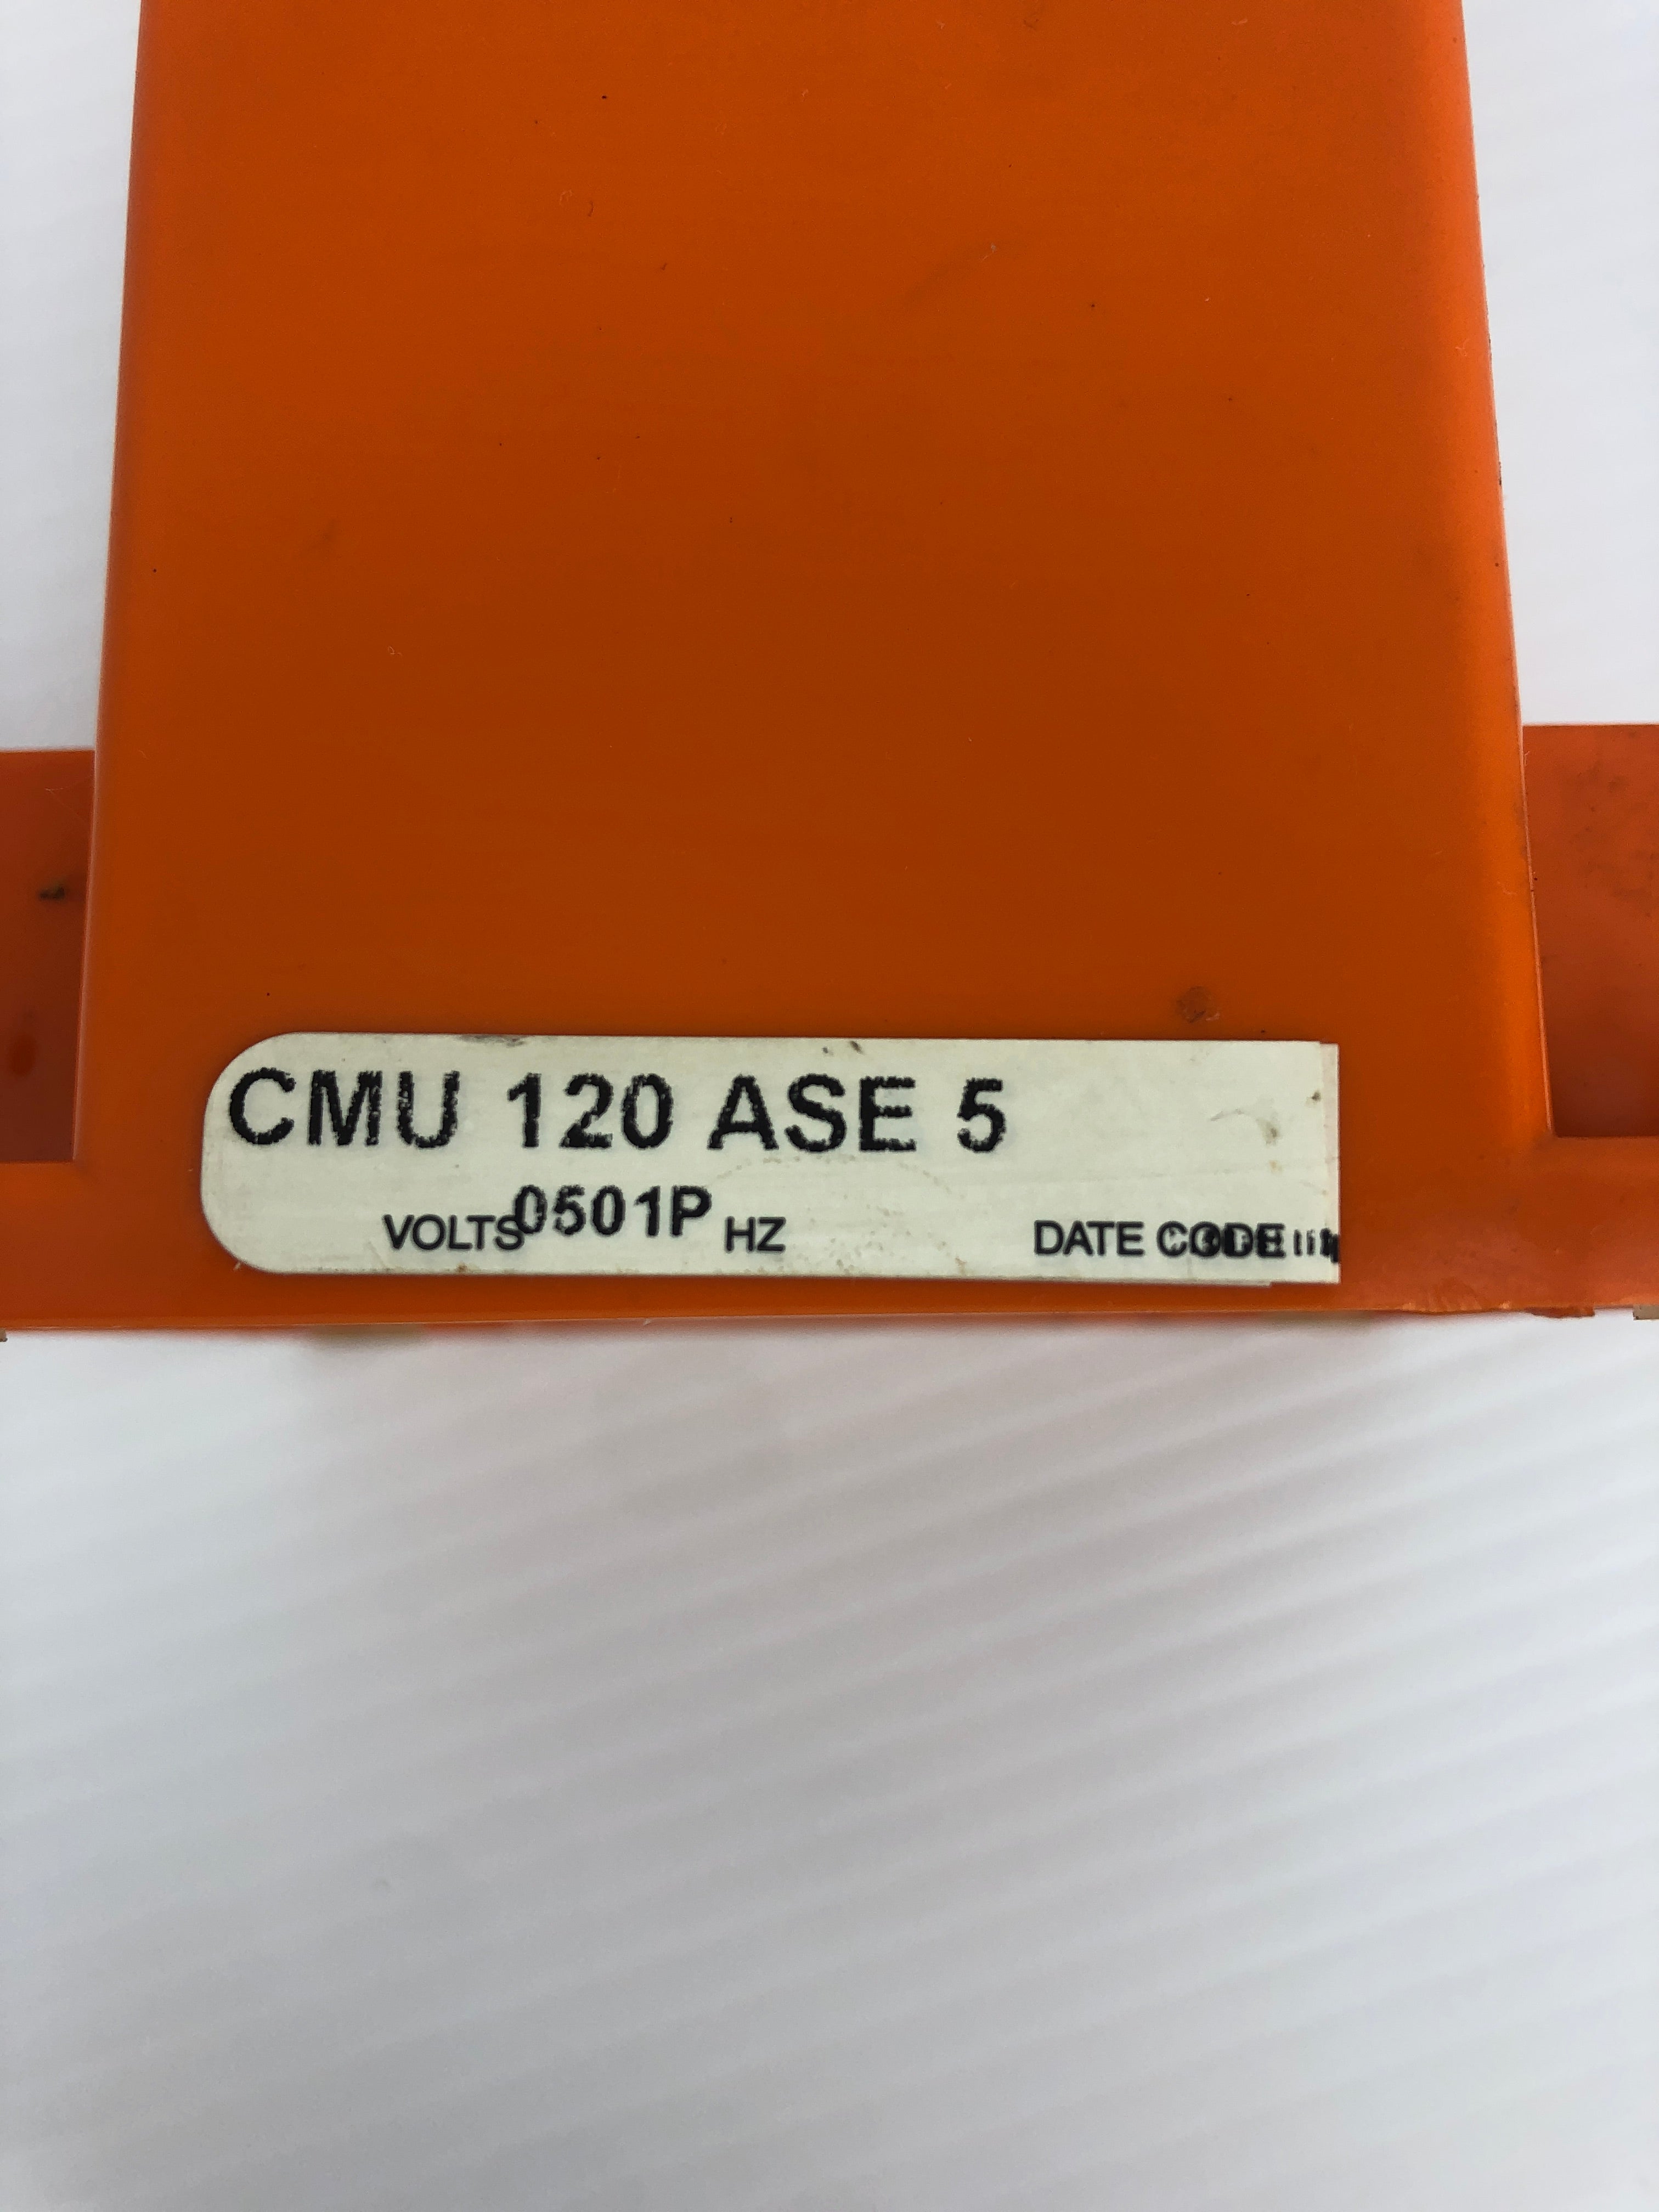 CMU 120 ASE 5
VOLTS 0501P HZ DATE CODE